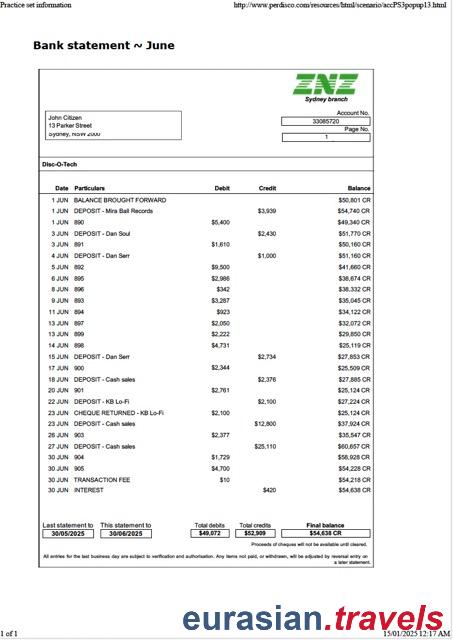 Practice set information http://www.perdisco.com/resources/html/scenario/accPS3popup13.html
Bank statement ~ June
ZNZ
Sydney branch
Account No.
33085720
Page No.
1
John Citizen
13 Parker Street
Sydney, NSW 2000
Disc-O-Tech
Date Particulars Debit Credit Balance
1 JUN BALANCE BROUGHT FORWARD $50,801 CR
1 JUN DEPOSIT - Mira Ball Records $3,939 $54,740 CR
1 JUN 890 $5,400 $49,340 CR
3 JUN DEPOSIT - Dan Soul $2,430 $51,770 CR
3 JUN 891 $1,610 $50,160 CR
4 JUN DEPOSIT - Dan Serr $1,000 $51,160 CR
5 JUN 892 $9,500 $41,660 CR
6 JUN 895 $2,986 $38,674 CR
8 JUN 896 $342 $38,332 CR
9 JUN 893 $3,287 $35,045 CR
11 JUN 894 $923 $34,122 CR
13 JUN 897 $2,050 $32,072 CR
13 JUN 899 $2,222 $29,850 CR
14 JUN 898 $4,731 $25,119 CR
15 JUN DEPOSIT - Dan Serr $2,734 $27,853 CR
17 JUN 900 $2,344 $25,509 CR
18 JUN DEPOSIT - Cash sales $2,376 $27,885 CR
20 JUN 901 $2,761 $25,124 CR
22 JUN DEPOSIT - KB Lo-Fi $2,100 $27,224 CR
23 JUN CHEQUE RETURNED - KB Lo-Fi $2,100 $25,124 CR
23 JUN DEPOSIT - Cash sales $12,800 $37,924 CR
26 JUN 903 $2,377 $35,547 CR
27 JUN DEPOSIT - Cash sales $25,110 $60,657 CR
30 JUN 904 $1,729 $58,928 CR
30 JUN 905 $4,700 $54,228 CR
30 JUN TRANSACTION FEE $10 $54,218 CR
30 JUN INTEREST $420 $54,638 CR
Last statement to This statement to Total debits Total credits Final balance
30/05/2025 30/06/2025 $49,072 $52,909 $54,638 CR
Proceeds of cheques will not be available until cleared.
All entries for the last business day are subject to verification and authorisation. Any items not paid, or withdrawn, will be adjusted by reversal entry on
a later statement.
1 of 1 15/01/2025 12:17 AM
eurasian.travels